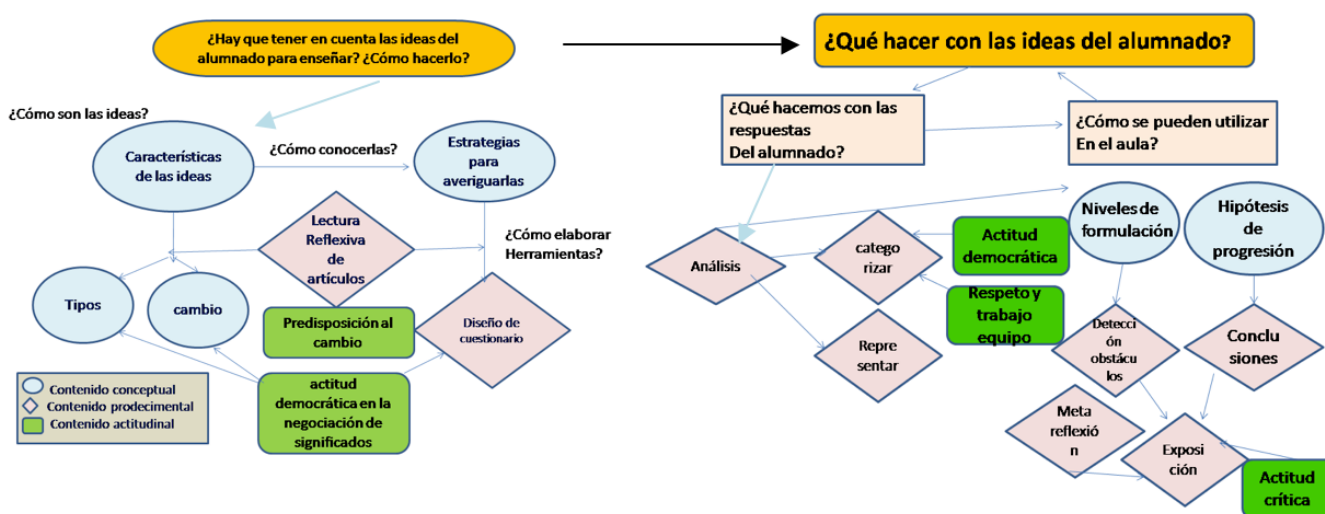 ¿Hay que tener en cuenta las ideas del
alumnado para enseñar? ¿Cómo hacerlo?
¿Cómo son las ideas?
Características
de las ideas
¿Cómo conocerlas?
Estrategias
para
averiguarlas
Lectura
Reflexiva
de
artículos
¿Cómo elaborar
Herramientas?
Tipos
cambio
Predisposición al
cambio
Diseño de
cuestionario
actitud
democrática en la
negociación de
significados
Contenido conceptual
Contenido prodecimental
Contenido actitudinal
¿Qué hacer con las ideas del alumnado?
¿Qué hacemos con las
respuestas
Del alumnado?
¿Cómo se pueden utilizar
En el aula?
Análisis
catego
rizar
Repre
sentar
Actitud
democrática
Respeto y
trabajo
equipo
Niveles de
formulación
Hipótesis
de
progresión
Detec
ción
obstácu
los
Conclu
siones
Meta
reflexió
n
Exposi
ción
Actitud
crítica